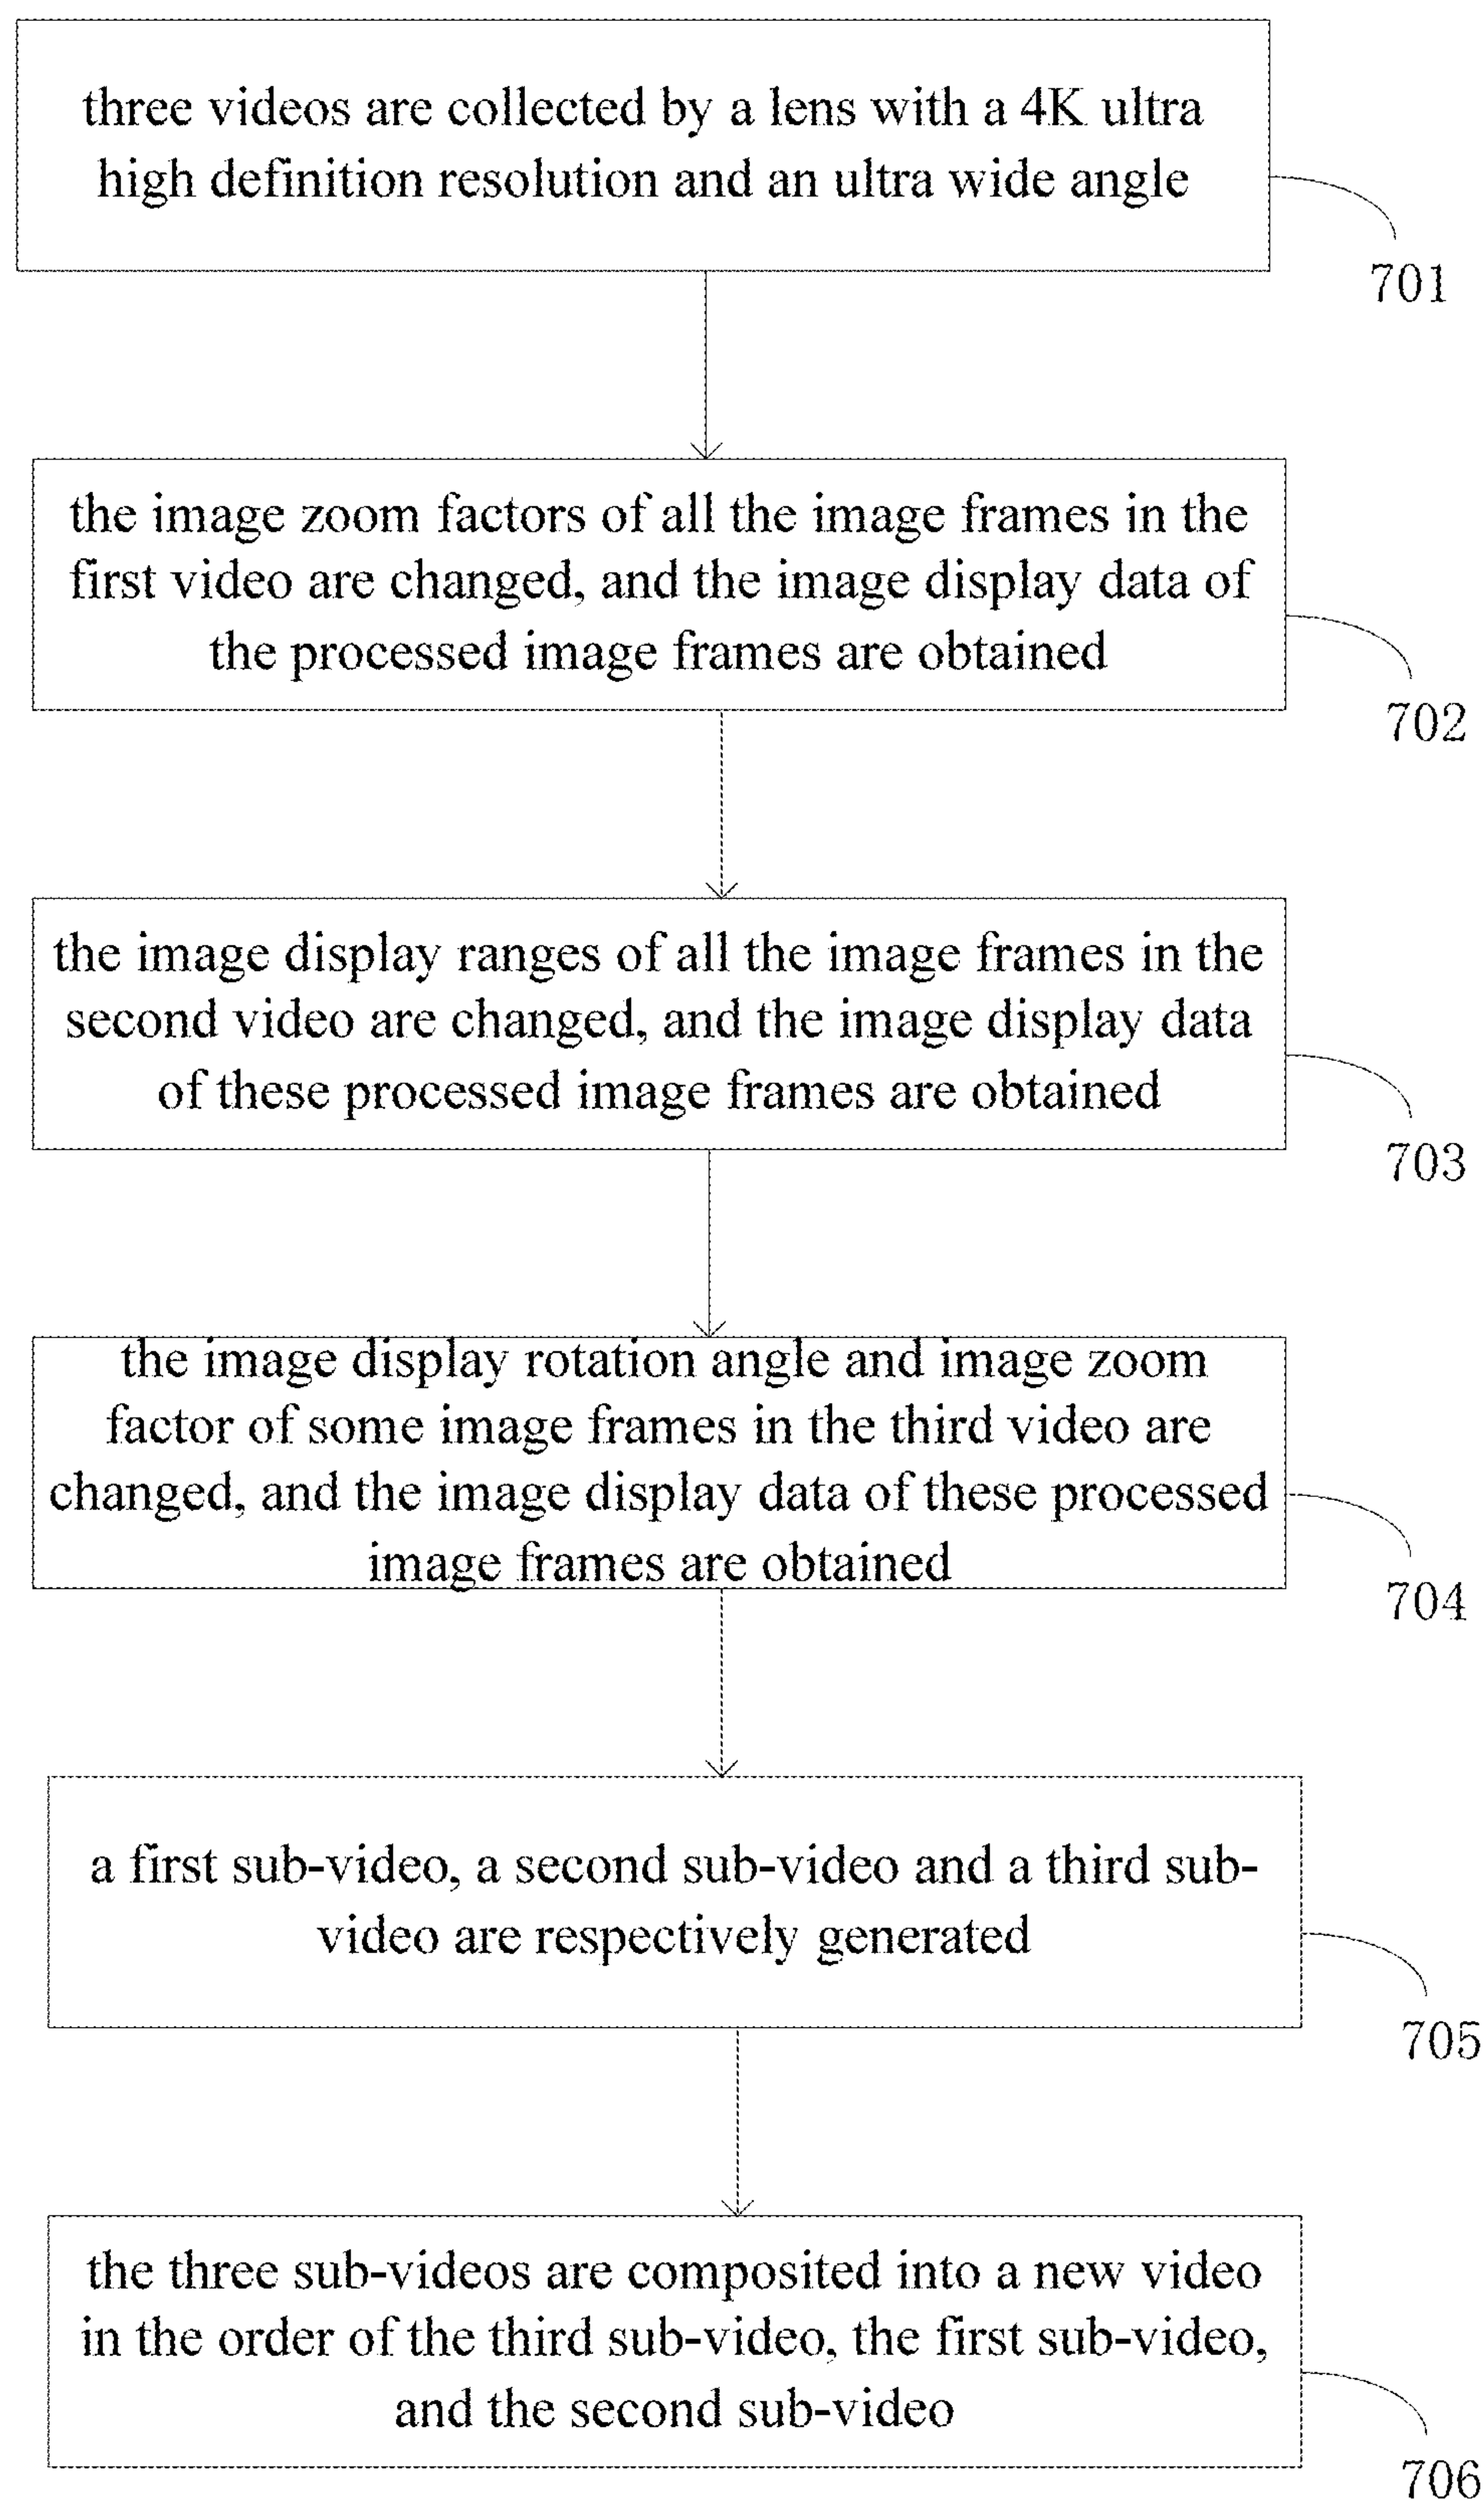 three videos are collected by a lens with a 4K ultra
high definition resolution and an ultra wide angle
701
the image zoom factors of all the image frames in the
first video are changed, and the image display data of
the processed image frames are obtained
702
the image display ranges of all the image frames in the
second video are changed, and the image display data
of these processed image frames are obtained
703
the image display rotation angle and image zoom
factor of some image frames in the third video are
changed, and the image display data of these processed
image frames are obtained
704
a first sub-video, a second sub-video and a third sub-
video are respectively generated
705
the three sub-videos are composited into a new video
in the order of the third sub-video, the first sub-video,
and the second sub-video
706